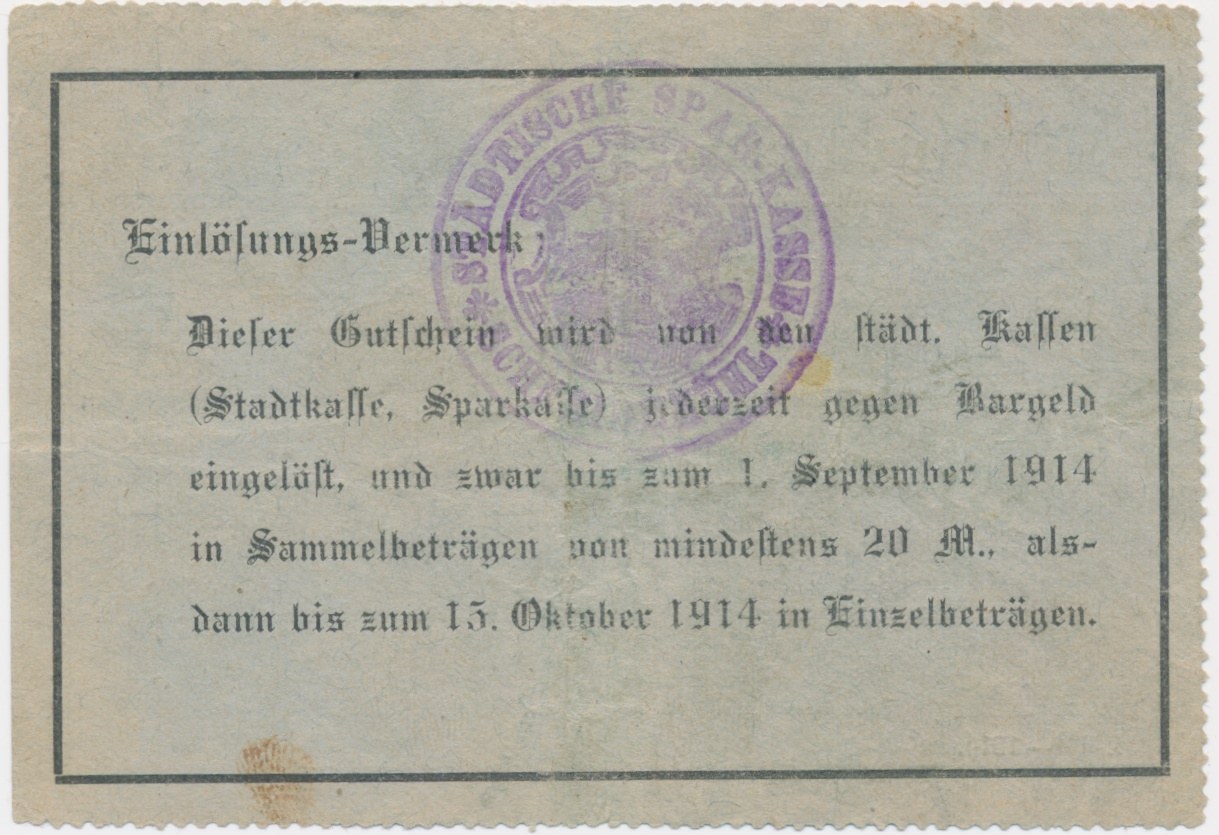 STÄDTISCHE SPAR-KASSE
Einlösungs-Vermerk:
Dieser Gutschein wird von den städt. Kassen
(Stadtkasse, Sparkasse) jederzeit gegen Bargeld
eingelöst, und zwar bis zum 1. September 1914
in Sammelbeträgen von mindestens 20 M., als-
dann bis zum 15. Oktober 1914 in Einzelbeträgen.